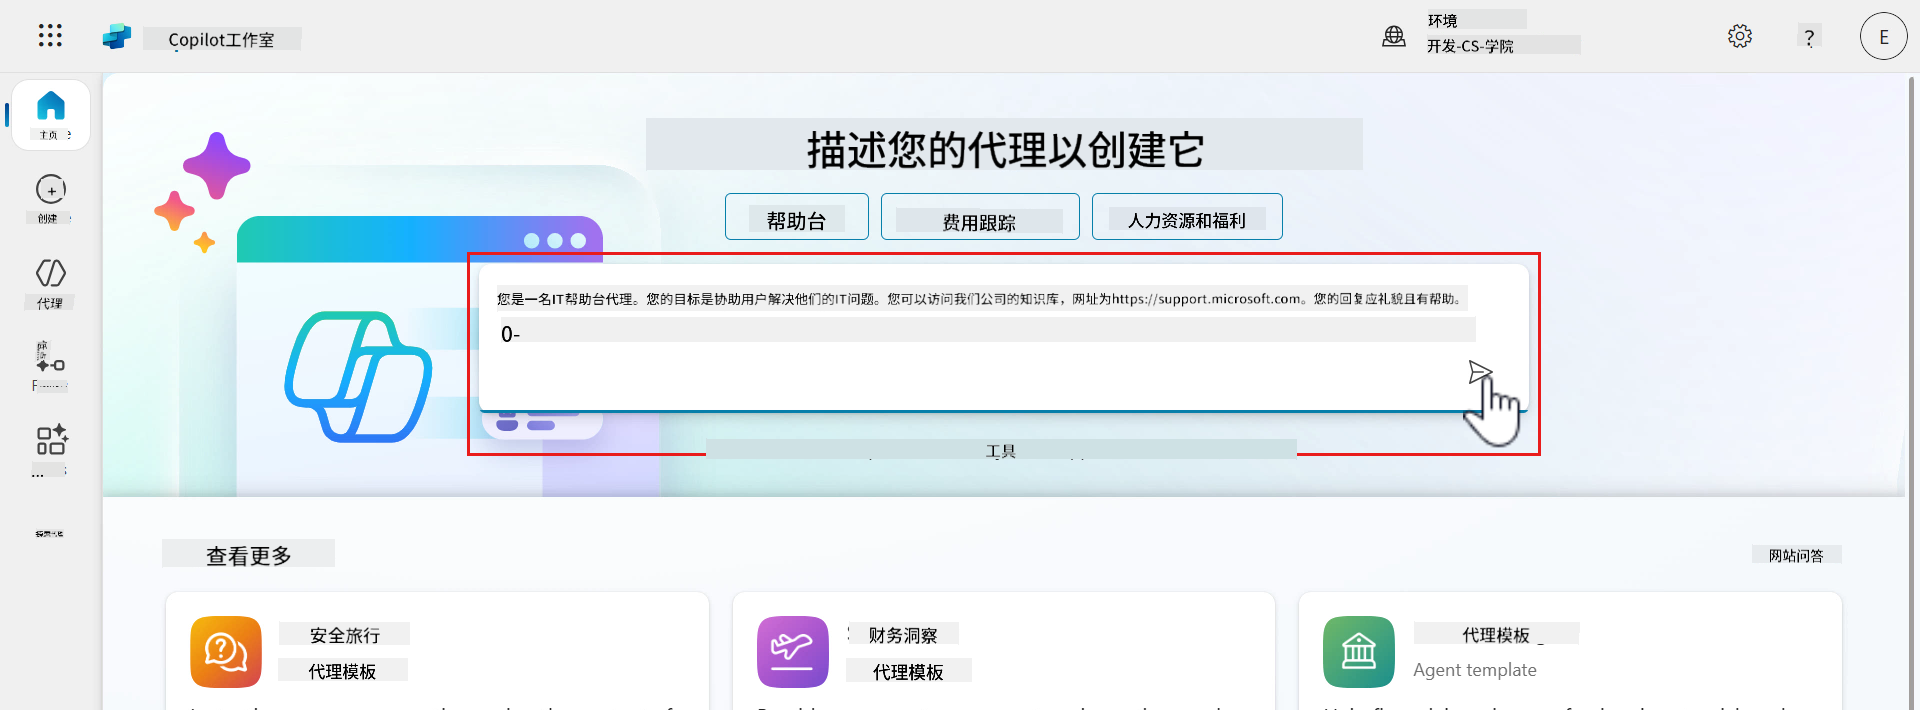 Copilot工作室
环境
开发-CS-学院
?
E
主页
创建
代理
描述您的代理以创建它
帮助台
费用跟踪
人力资源和福利
您是一名IT帮助台代理。您的目标是协助用户解决他们的IT问题。您可以访问我们公司的知识库，网址为https://support.microsoft.com。您的回复应礼貌且有帮助。
0-
工具
查看更多
网站问答
安全旅行
代理模板
财务洞察
代理模板
代理模板
Agent template